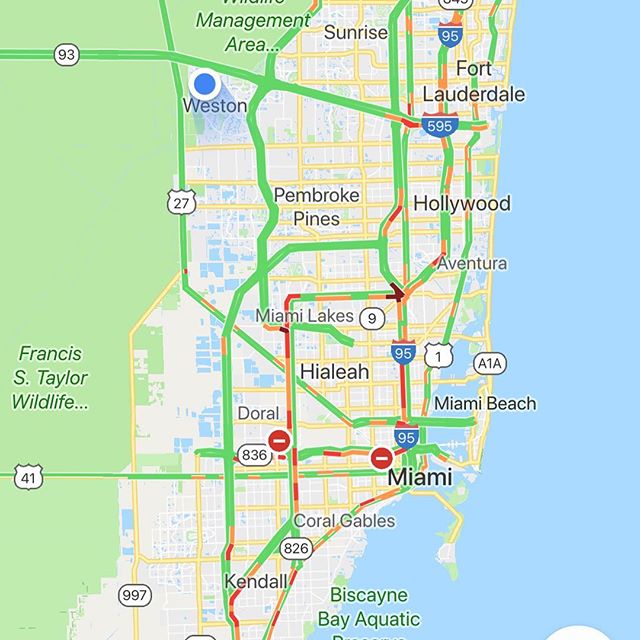 Wildlife
Management
Area...
845
Sunrise
95
93
Fort
Lauderdale
Weston
595
27
Pembroke
Pines
Hollywood
Aventura
Miami Lakes
9
Francis
S. Taylor
Wildlife...
95
1
A1A
Hialeah
Doral
Miami Beach
95
836
41
Miami
Coral Gables
826
Kendall
997
Biscayne
Bay Aquatic
Preserve